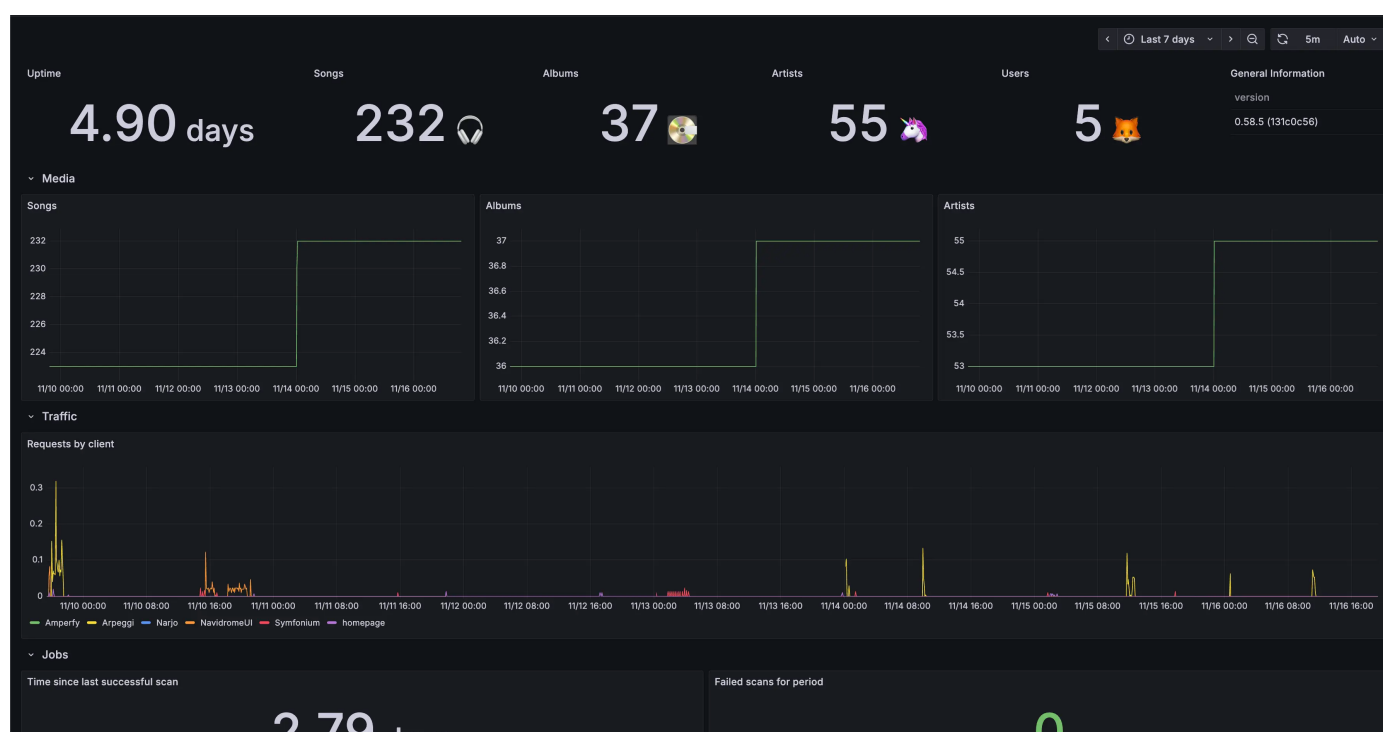 Last 7 days 5m Auto
Uptime Songs Albums Artists Users General Information
4.90 days 232 37 55 5
version
0.58.5 (131c0c56)
Media
Songs
232
230
228
226
224
11/10 00:00 11/11 00:00 11/12 00:00 11/13 00:00 11/14 00:00 11/15 00:00 11/16 00:00
Albums
37
36.8
36.6
36.4
36.2
36
11/10 00:00 11/11 00:00 11/12 00:00 11/13 00:00 11/14 00:00 11/15 00:00 11/16 00:00
Artists
55
54.5
54
53.5
53
11/10 00:00 11/11 00:00 11/12 00:00 11/13 00:00 11/14 00:00 11/15 00:00 11/16 00:00
Traffic
Requests by client
0.3
0.2
0.1
0
11/10 00:00 11/10 08:00 11/10 16:00 11/11 00:00 11/11 08:00 11/11 16:00 11/12 00:00 11/12 08:00 11/12 16:00 11/13 00:00 11/13 08:00 11/13 16:00 11/14 00:00 11/14 08:00 11/14 16:00 11/15 00:00 11/15 08:00 11/15 16:00 11/16 00:00 11/16 08:00 11/16 16:00
Amperfy Arpeggi Narjo NavidromeUI Symfonium homepage
Jobs
Time since last successful scan
2.79
Failed scans for period
0